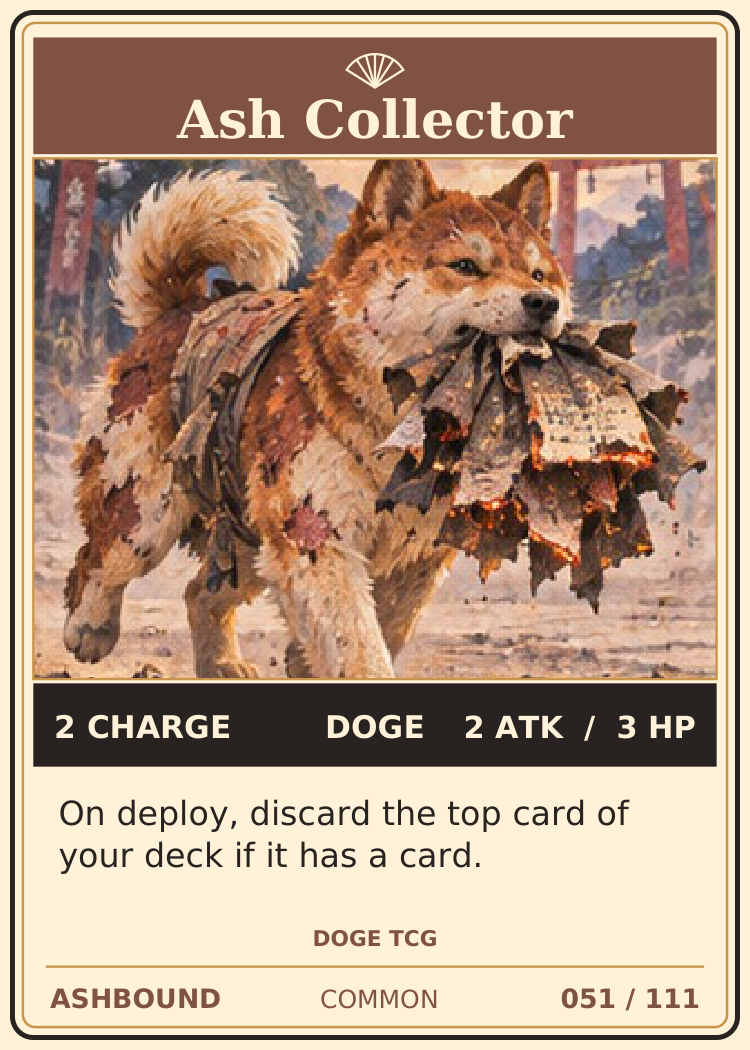 Ash Collector
2 CHARGE DOGE 2 ATK / 3 HP
On deploy, discard the top card of
your deck if it has a card.
DOGE TCG
ASHBOUND COMMON 051 / 111